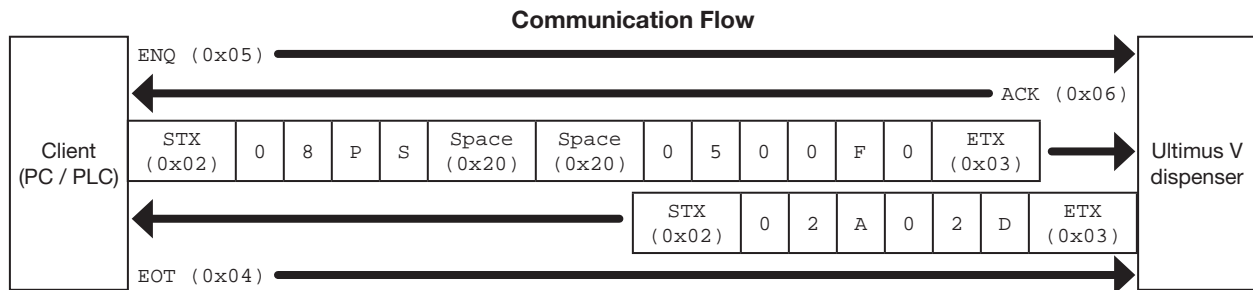 Communication Flow
ENQ (0x05)
ACK (0x06)
Client
(PC / PLC)
STX 0 8 P S Space Space 0 5 0 0 F 0 ETX
(0x02) (0x20) (0x20) (0x03)
Ultimus V
dispenser
STX 0 2 A 0 2 D ETX
(0x02) (0x03)
EOT (0x04)